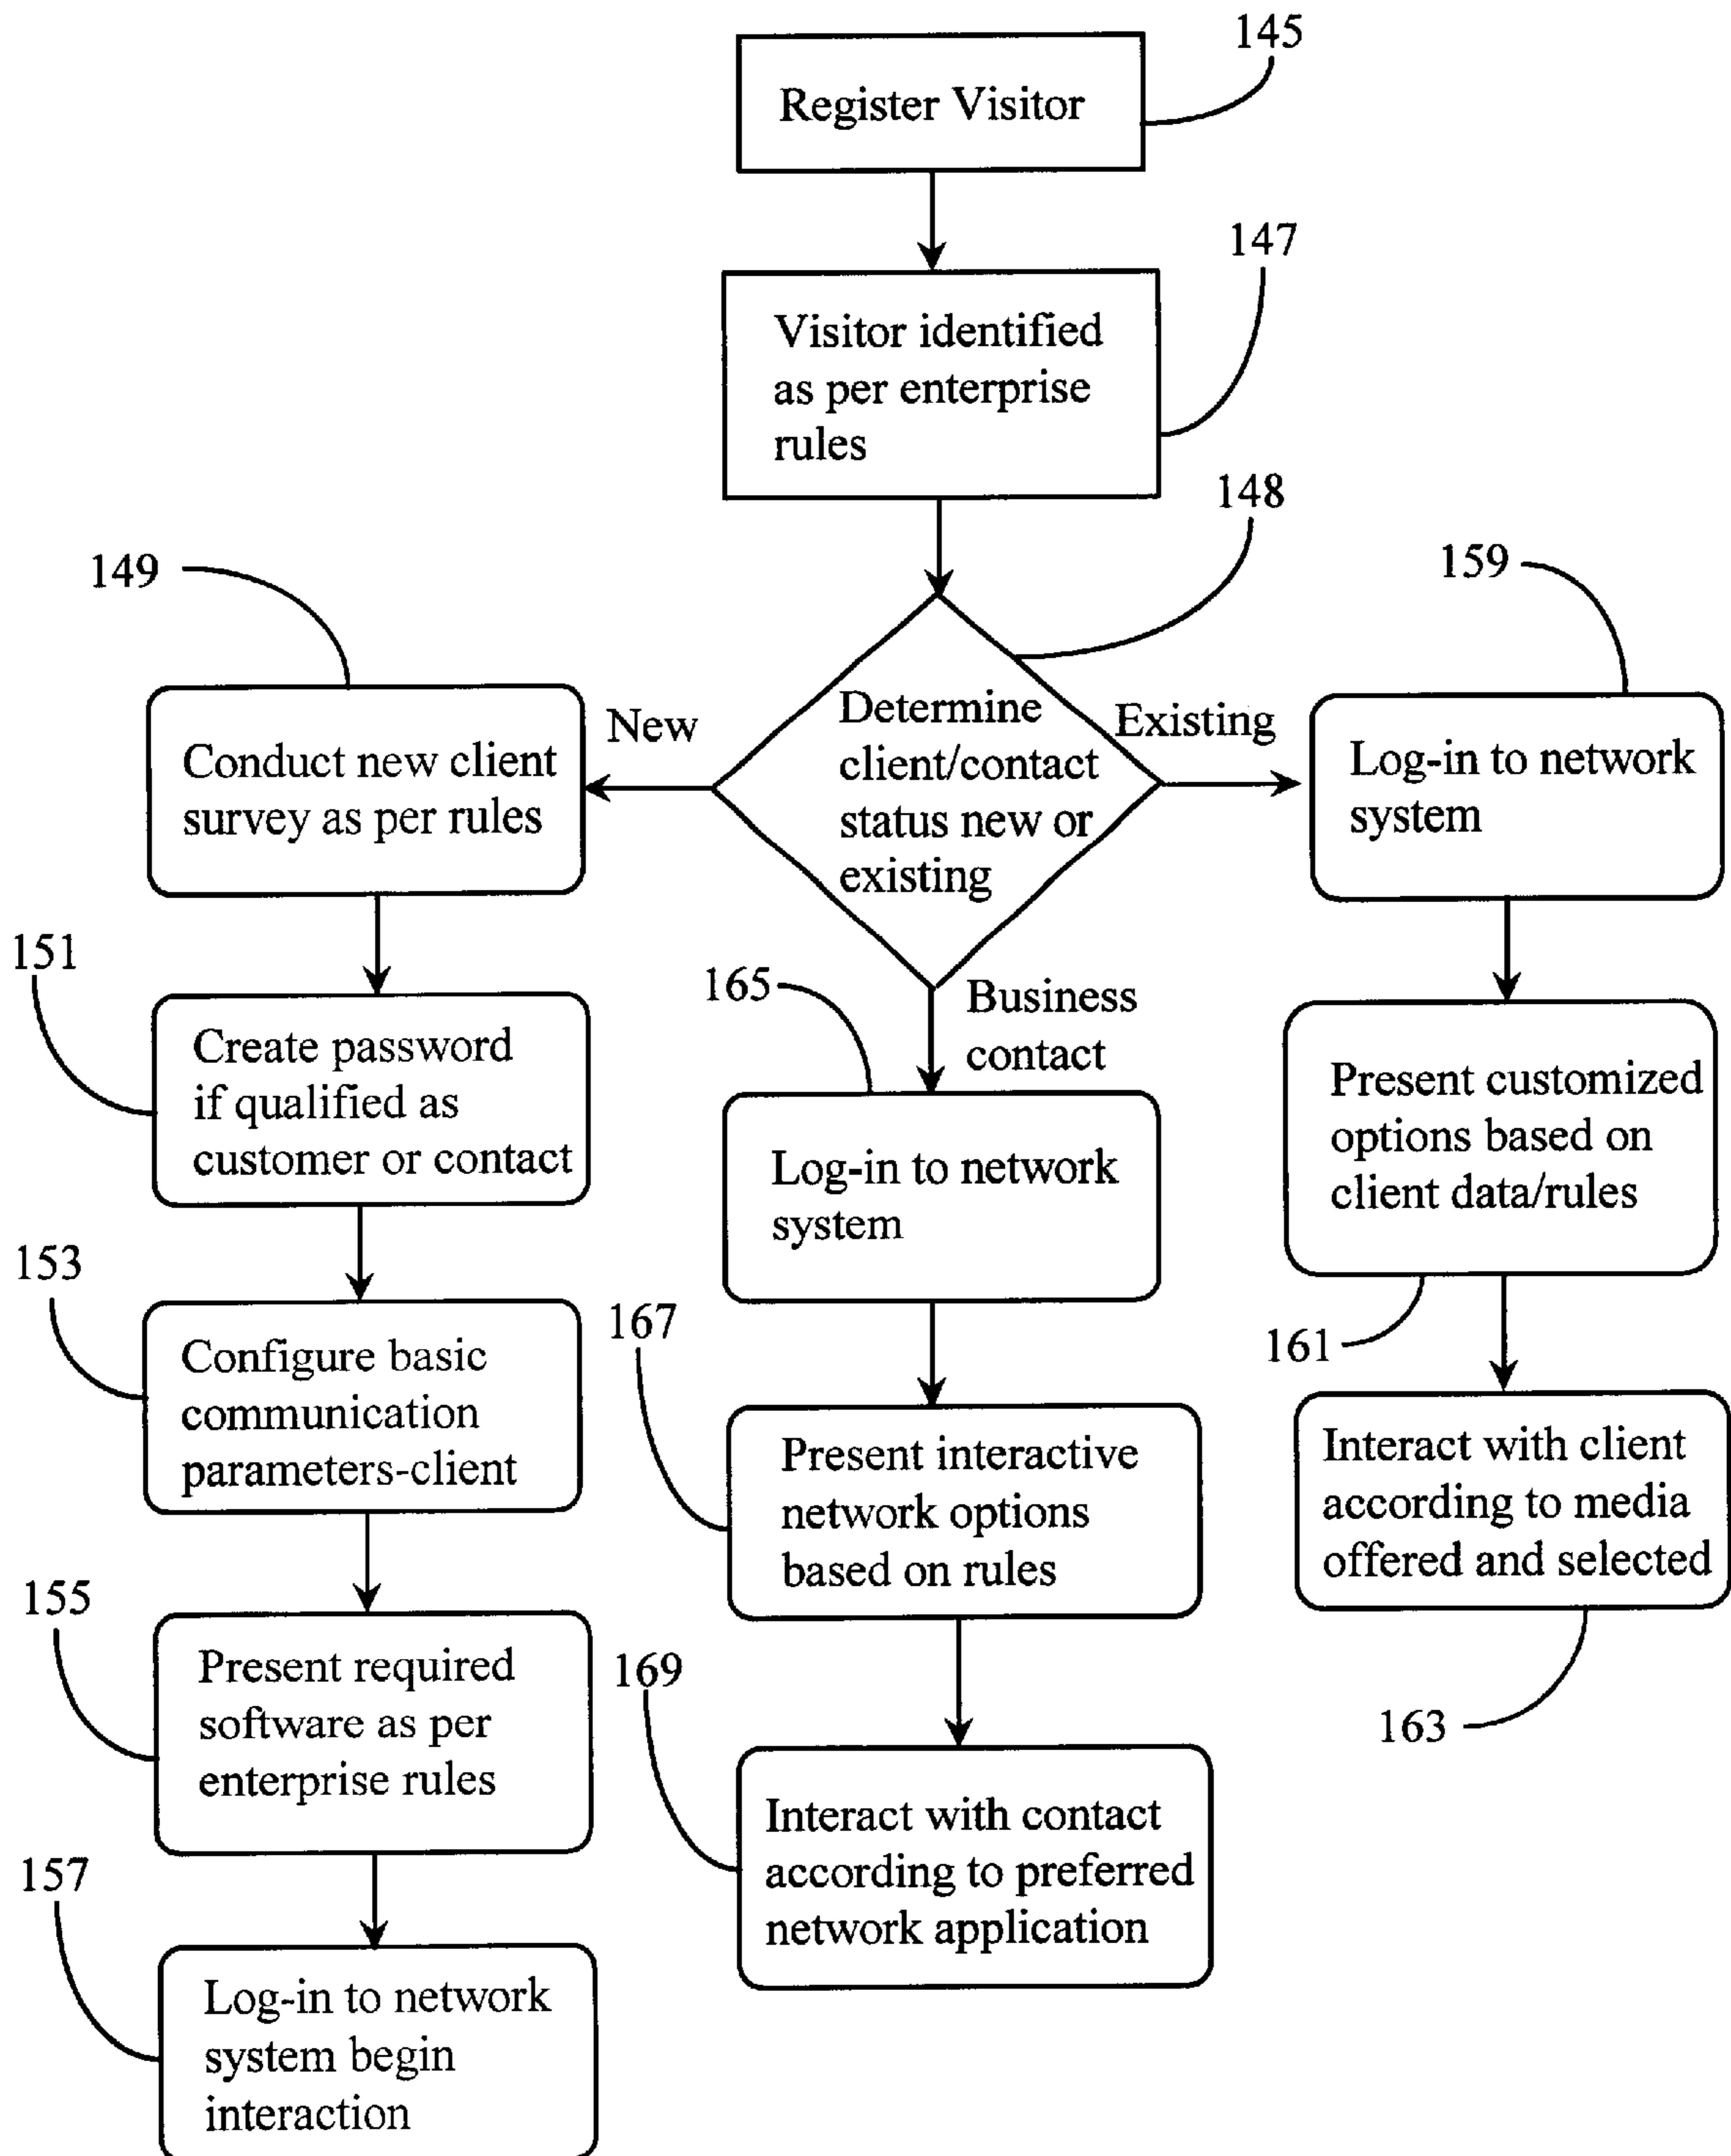 145
Register Visitor
147
Visitor identified
as per enterprise
rules
148
Determine
client/contact
status new or
existing
New
149
Conduct new client
survey as per rules
151
Create password
if qualified as
customer or contact
153
Configure basic
communication
parameters-client
155
Present required
software as per
enterprise rules
157
Log-in to network
system begin
interaction
Business
contact
165
Log-in to network
system
167
Present interactive
network options
based on rules
169
Interact with contact
according to preferred
network application
Existing
159
Log-in to network
system
Present customized
options based on
client data/rules
161
Interact with client
according to media
offered and selected
163